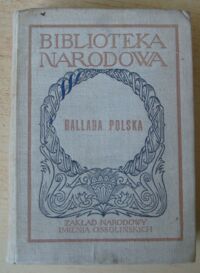 BIBLIOTEKA
NARODOWA
BALLADA POLSKA
ZAKŁAD NARODOWY
IMIENIA OSSOLIŃSKICH